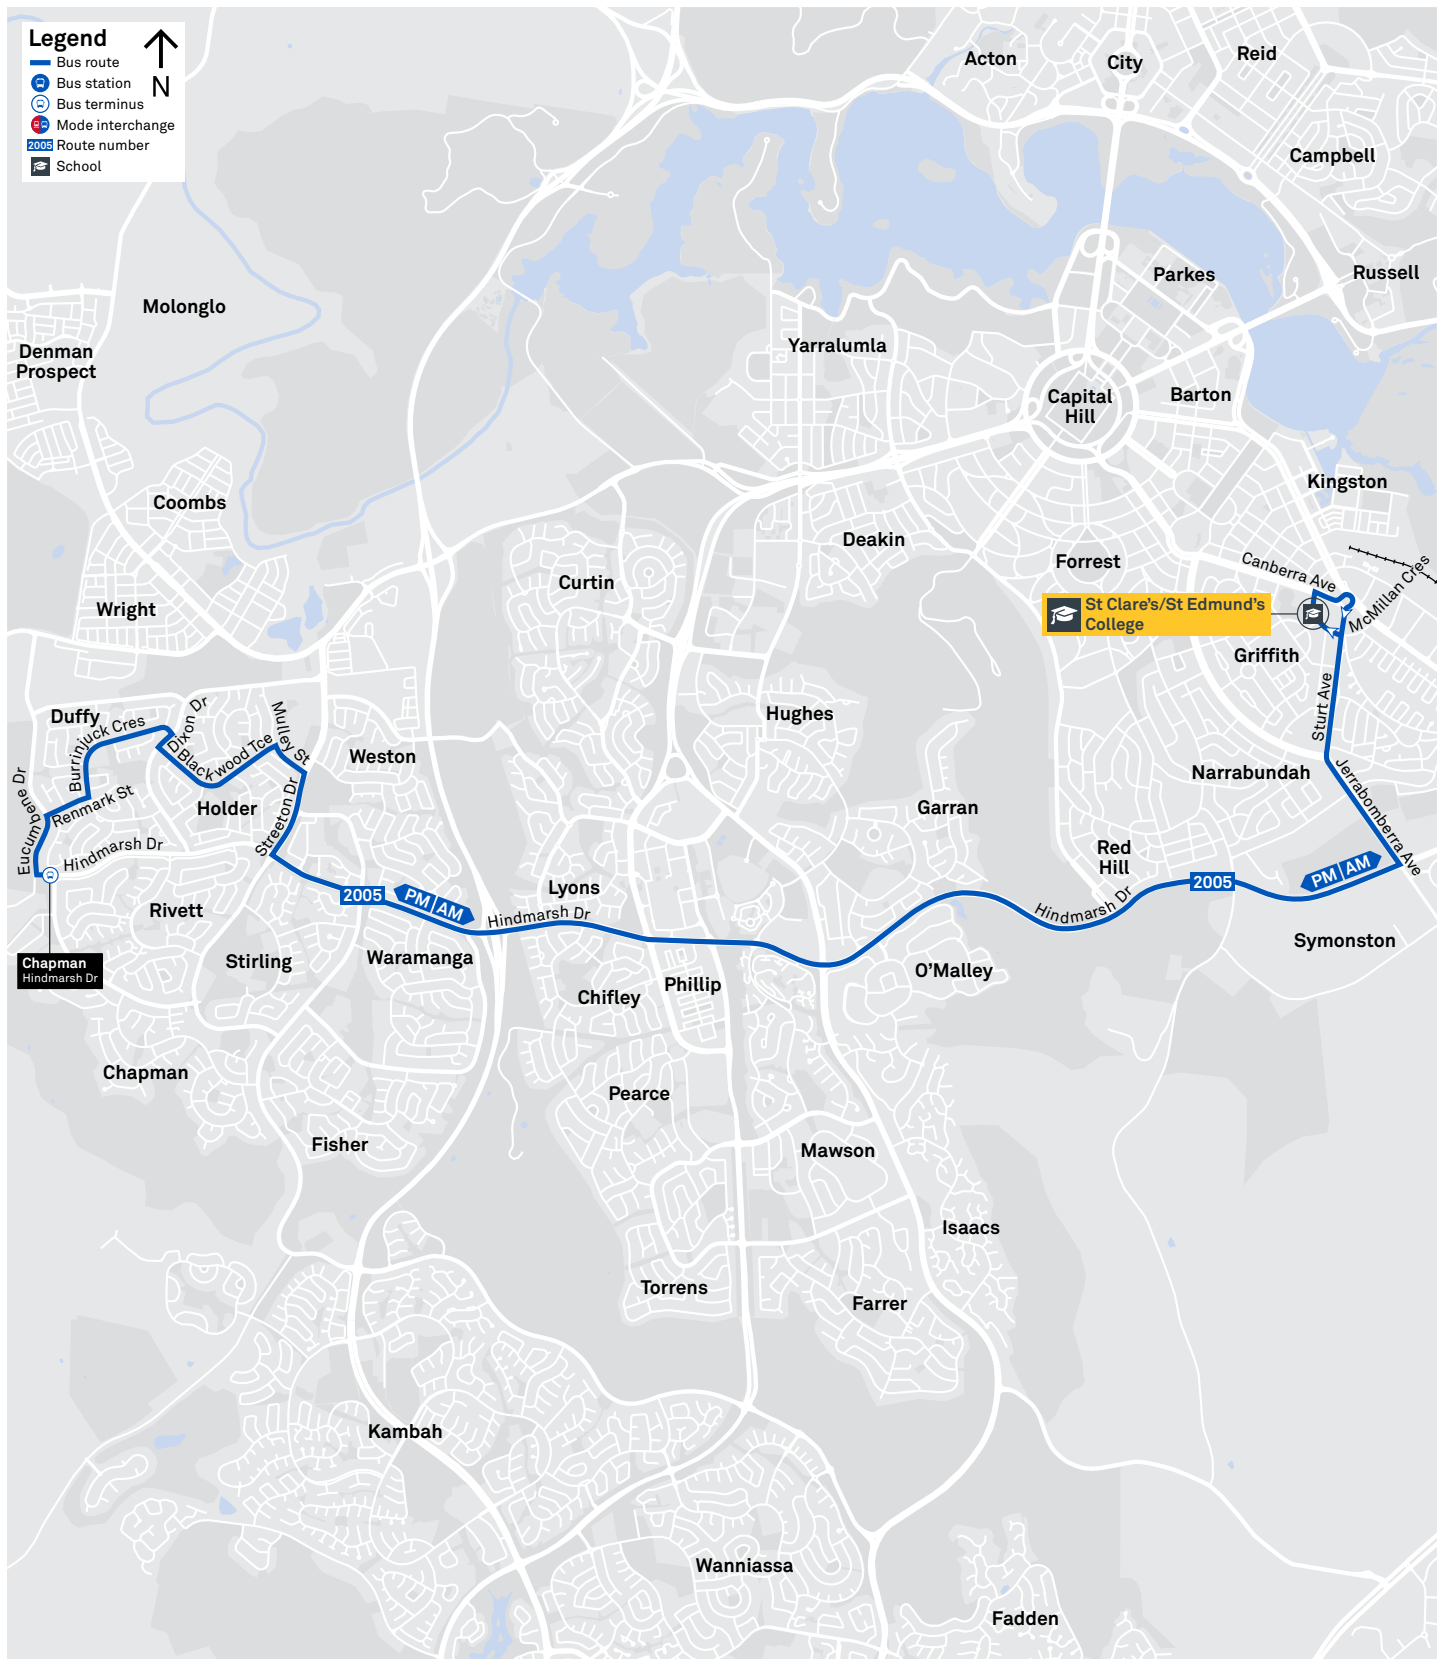 Legend
N
Bus route
Bus station
Bus terminus
Mode interchange
2005 Route number
School
Acton
City
Reid
Campbell
Parkes
Russell
Molonglo
Denman
Prospect
Yarralumla
Capital
Hill
Barton
Kingston
Coombs
Deakin
Forrest
Canberra Ave
McMillan Cres
Curtin
Wright
St Clare's/St Edmund's
College
Griffith
Sturt Ave
Duffy
Burrinjuck Cres
Dixon Dr
Mulley St
Blackwood Tce
Hughes
Weston
Narrabundah
Jerrabomberra Ave
Eucumbene Dr
Renmark St
Holder
Streeton Dr
Garran
Hindmarsh Dr
Red
Hill
PM AM
2005
2005
PM AM
Lyons
Hindmarsh Dr
Hindmarsh Dr
Rivett
Symonston
Stirling
Waramanga
Chapman
Hindmarsh Dr
O'Malley
Phillip
Chifley
Chapman
Pearce
Fisher
Mawson
Isaacs
Torrens
Farrer
Kambah
Wanniassa
Fadden